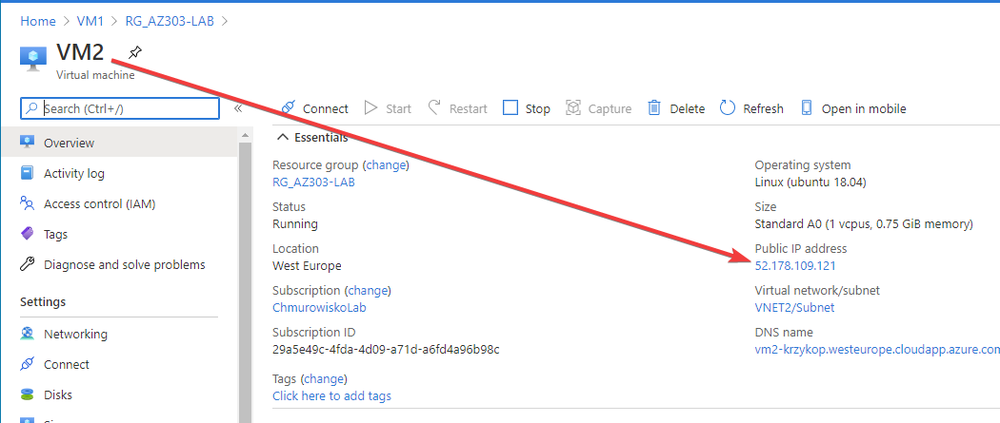 Home > VM1 > RG_AZ303-LAB >
VM2
Virtual machine
Search (Ctrl+/)
«
Connect Start Restart Stop Capture Delete Refresh Open in mobile
Overview
Activity log
Access control (IAM)
Tags
Diagnose and solve problems
Settings
Networking
Connect
Disks
Essentials
Resource group (change)
RG_AZ303-LAB
Status
Running
Location
West Europe
Subscription (change)
ChmurowiskoLab
Subscription ID
29a5e49c-4fda-4d09-a71d-a6fd4a96b98c
Tags (change)
Click here to add tags
Operating system
Linux (ubuntu 18.04)
Size
Standard A0 (1 vcpus, 0.75 GiB memory)
Public IP address
52.178.109.121
Virtual network/subnet
VNET2/Subnet
DNS name
vm2-krzykop.westeurope.cloudapp.azure.com